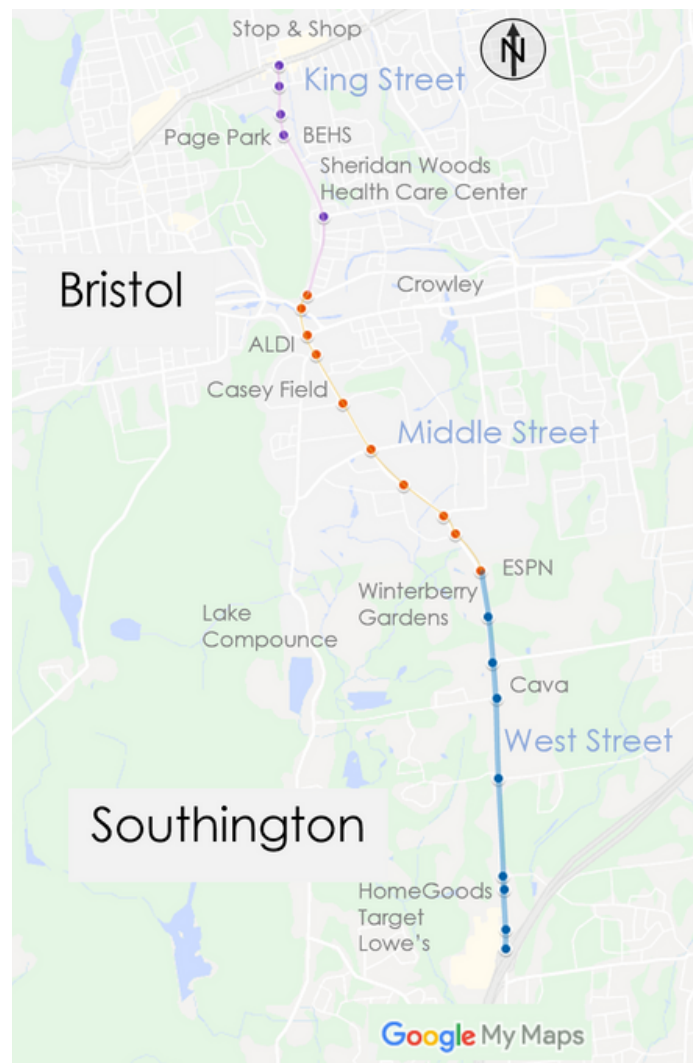 Stop & Shop
N
King Street
Page Park
BEHS
Sheridan Woods
Health Care Center
Bristol
Crowley
ALDI
Casey Field
Middle Street
ESPN
Winterberry
Gardens
Lake
Compounce
Cava
West Street
Southington
HomeGoods
Target
Lowe's
Google My Maps